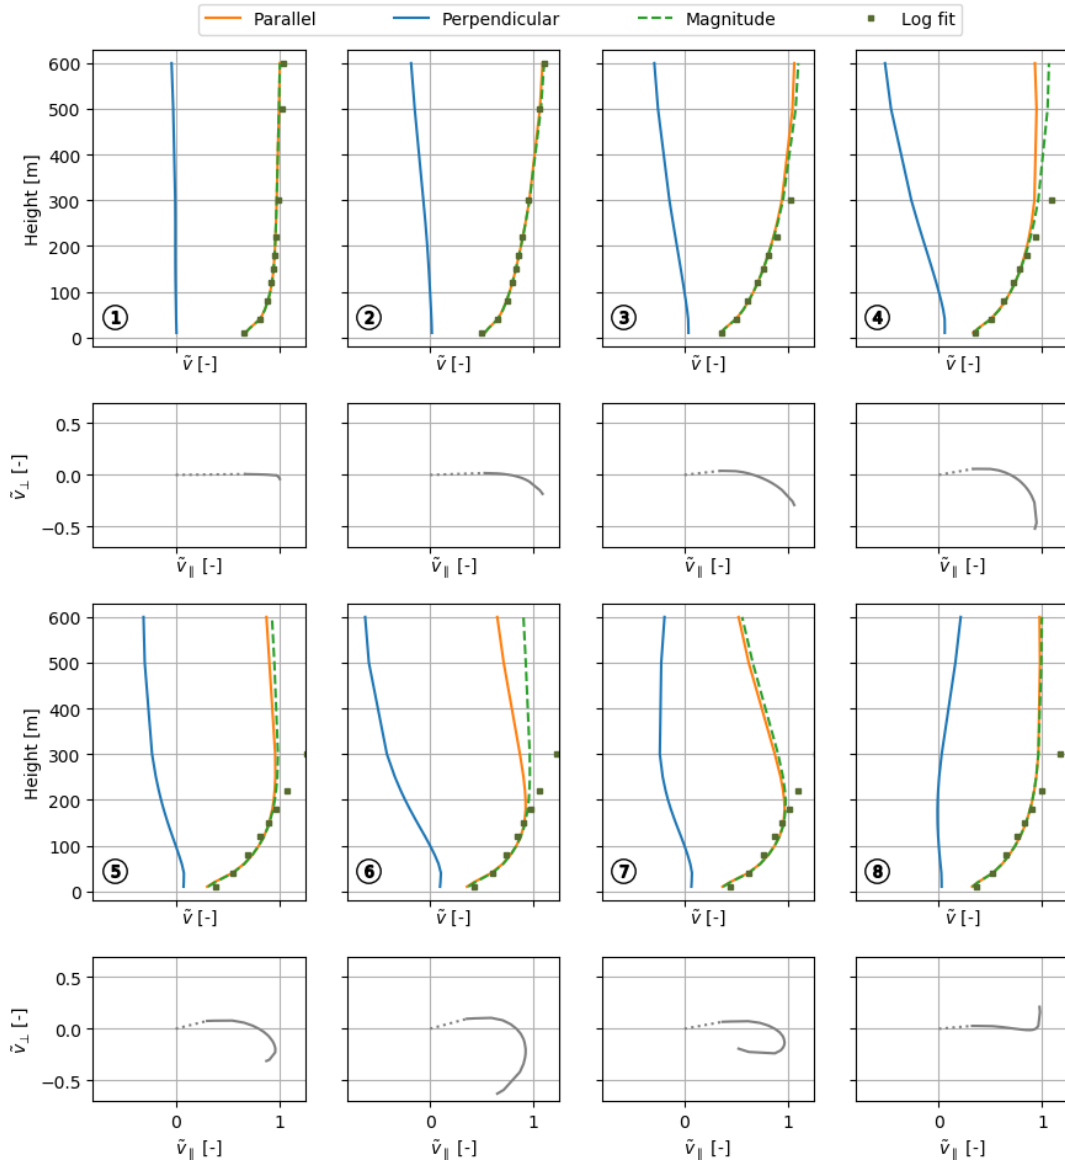 Parallel Perpendicular Magnitude Log fit
600
500
400
300
200
100
0
Height [m]
① ② ③ ④
ṽ [-] ṽ [-] ṽ [-] ṽ [-]
0.5
0.0
−0.5
ṽ⊥ [-]
ṽ∥ [-] ṽ∥ [-] ṽ∥ [-] ṽ∥ [-]
600
500
400
300
200
100
0
Height [m]
⑤ ⑥ ⑦ ⑧
ṽ [-] ṽ [-] ṽ [-] ṽ [-]
0.5
0.0
−0.5
ṽ⊥ [-]
0 1 0 1 0 1 0 1
ṽ∥ [-] ṽ∥ [-] ṽ∥ [-] ṽ∥ [-]